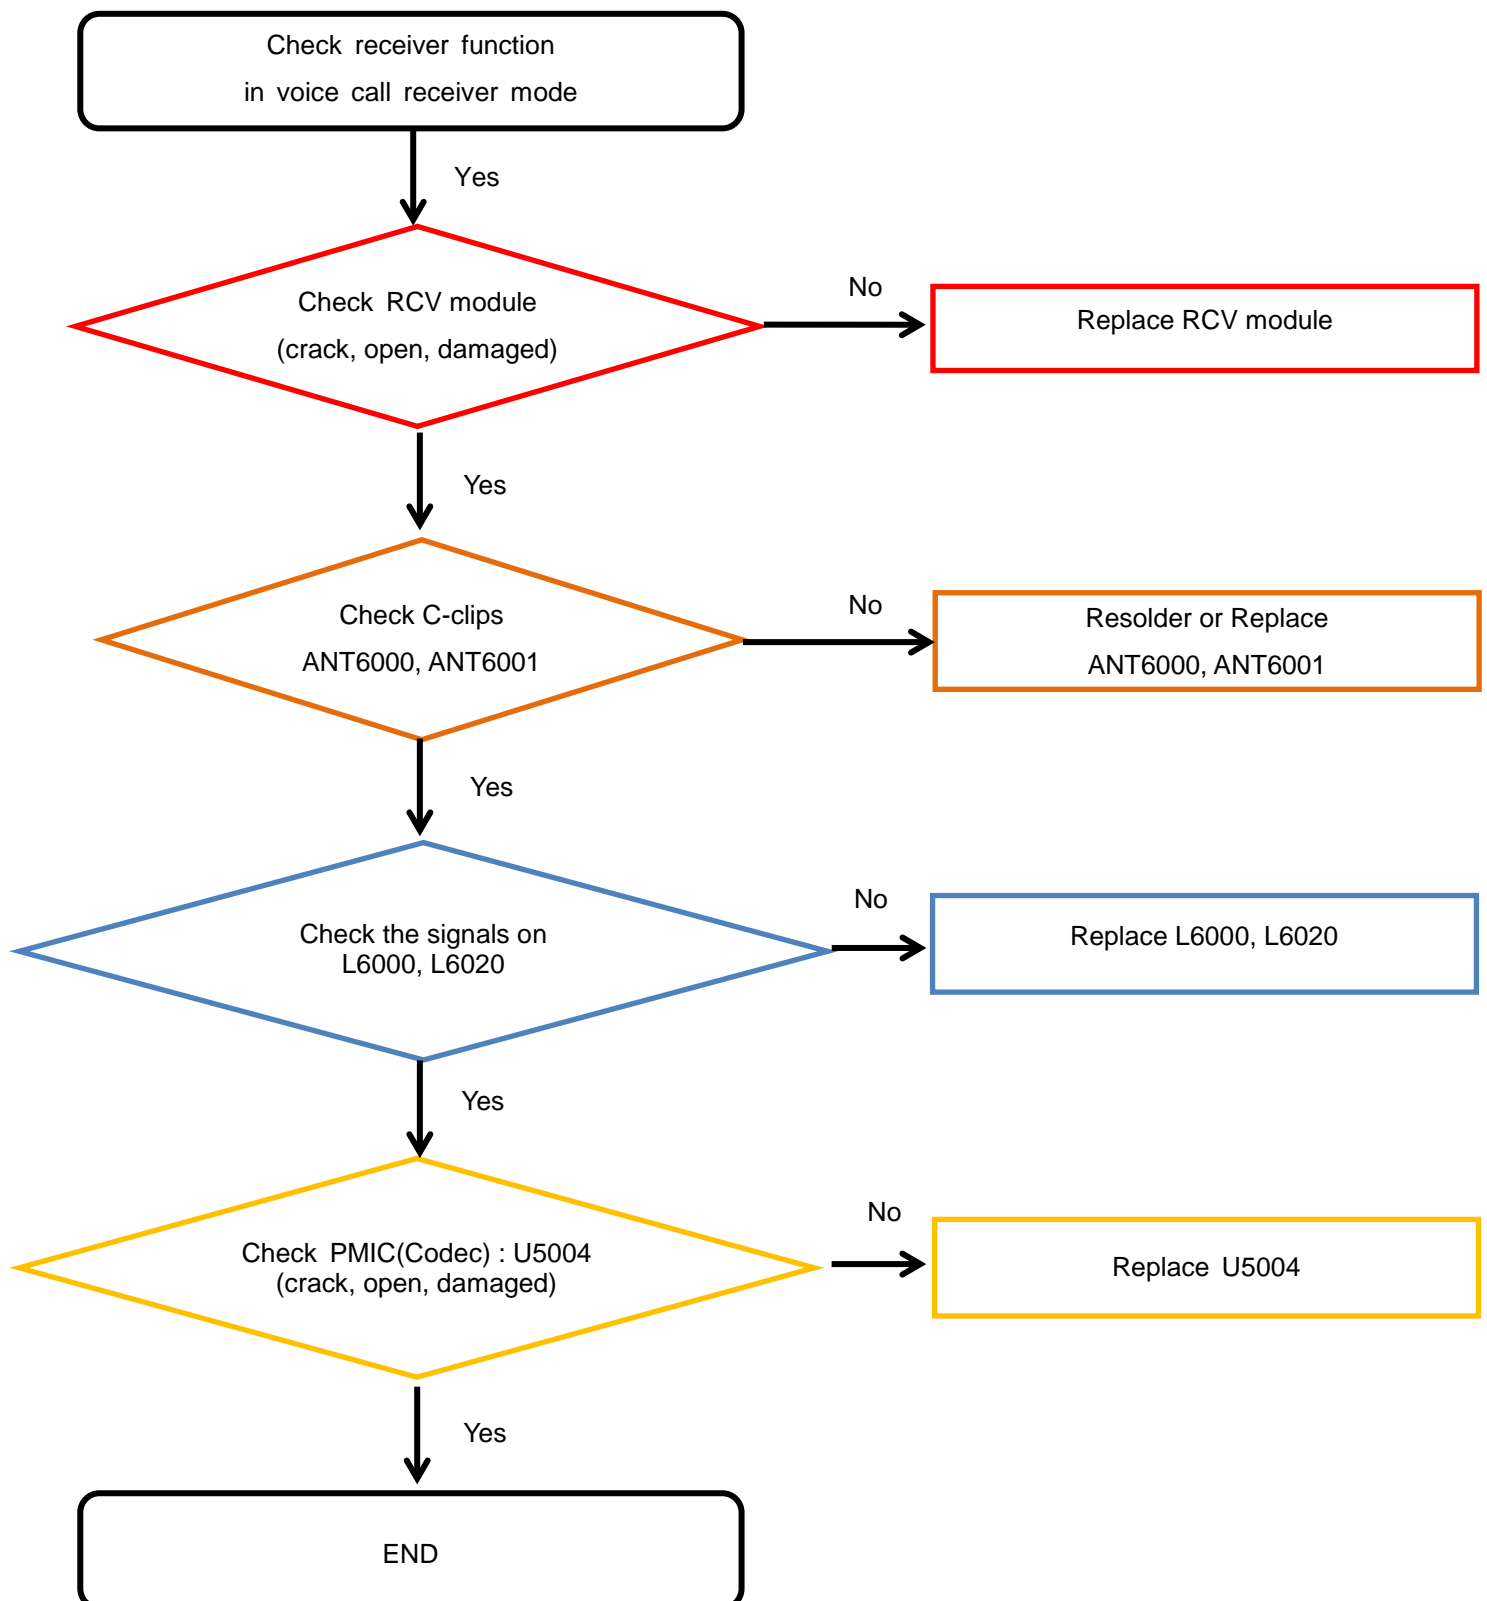 Check receiver function
in voice call receiver mode
Yes
Check RCV module
(crack, open, damaged)
No
Replace RCV module
Yes
Check C-clips
ANT6000, ANT6001
No
Resolder or Replace
ANT6000, ANT6001
Yes
Check the signals on
L6000, L6020
No
Replace L6000, L6020
Yes
Check PMIC(Codec) : U5004
(crack, open, damaged)
No
Replace U5004
Yes
END